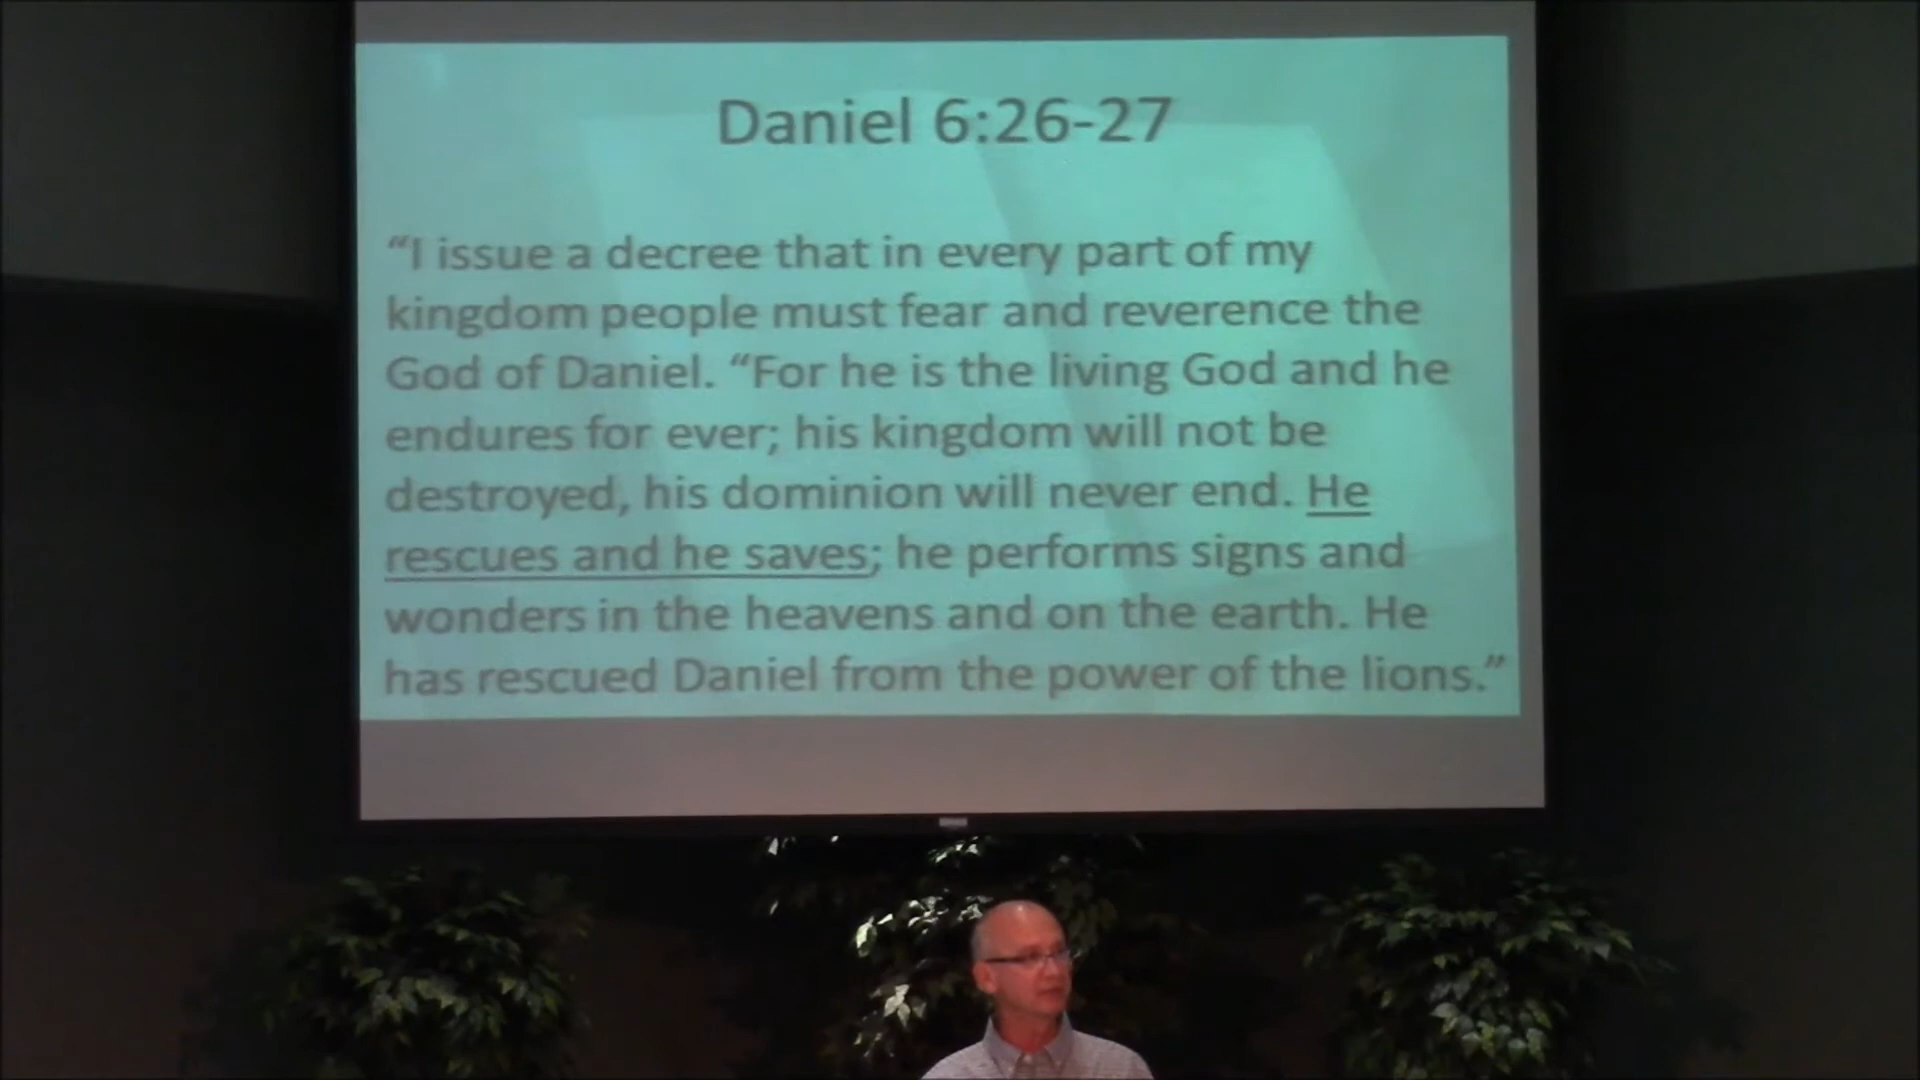 Daniel 6:26-27
“I issue a decree that in every part of my
kingdom people must fear and reverence the
God of Daniel. “For he is the living God and he
endures for ever; his kingdom will not be
destroyed, his dominion will never end. He
rescues and he saves; he performs signs and
wonders in the heavens and on the earth. He
has rescued Daniel from the power of the lions.”